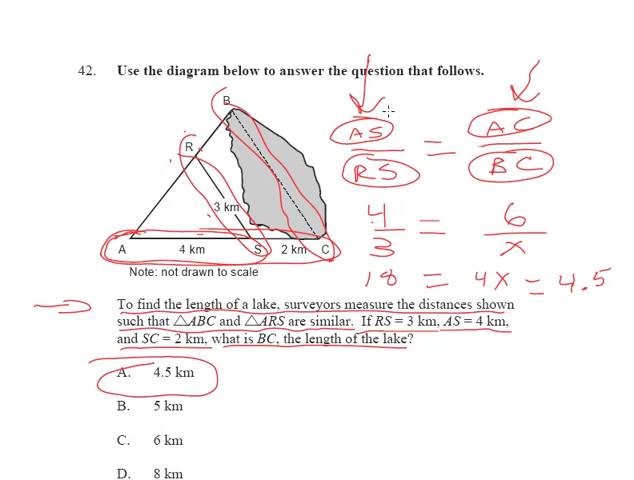 42. Use the diagram below to answer the question that follows.
B
AS = AC
RS BC
R
3 km
4 = 6
3 x
A 4 km S 2 km C
18 = 4x = 4.5
Note: not drawn to scale
To find the length of a lake, surveyors measure the distances shown
such that △ABC and △ARS are similar. If RS = 3 km, AS = 4 km,
and SC = 2 km, what is BC, the length of the lake?
A. 4.5 km
B. 5 km
C. 6 km
D. 8 km